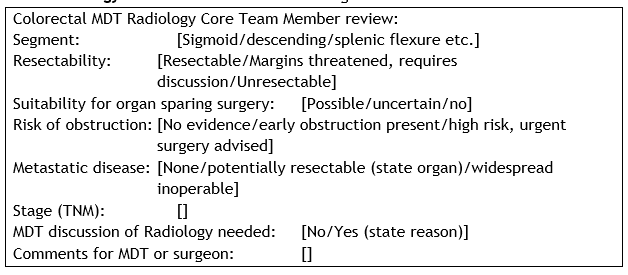 Colorectal MDT Radiology Core Team Member review:
Segment: [Sigmoid/descending/splenic flexure etc.]
Resectability: [Resectable/Margins threatened, requires
discussion/Unresectable]
Suitability for organ sparing surgery: [Possible/uncertain/no]
Risk of obstruction: [No evidence/early obstruction present/high risk, urgent
surgery advised]
Metastatic disease: [None/potentially resectable (state organ)/widespread
inoperable]
Stage (TNM): []
MDT discussion of Radiology needed: [No/Yes (state reason)]
Comments for MDT or surgeon: []